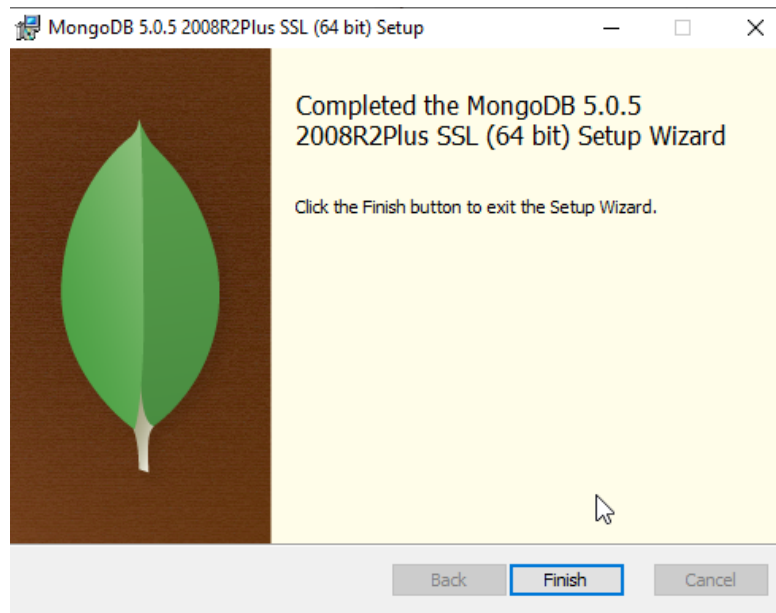 MongoDB 5.0.5 2008R2Plus SSL (64 bit) Setup
Completed the MongoDB 5.0.5
2008R2Plus SSL (64 bit) Setup Wizard
Click the Finish button to exit the Setup Wizard.
Back
Finish
Cancel